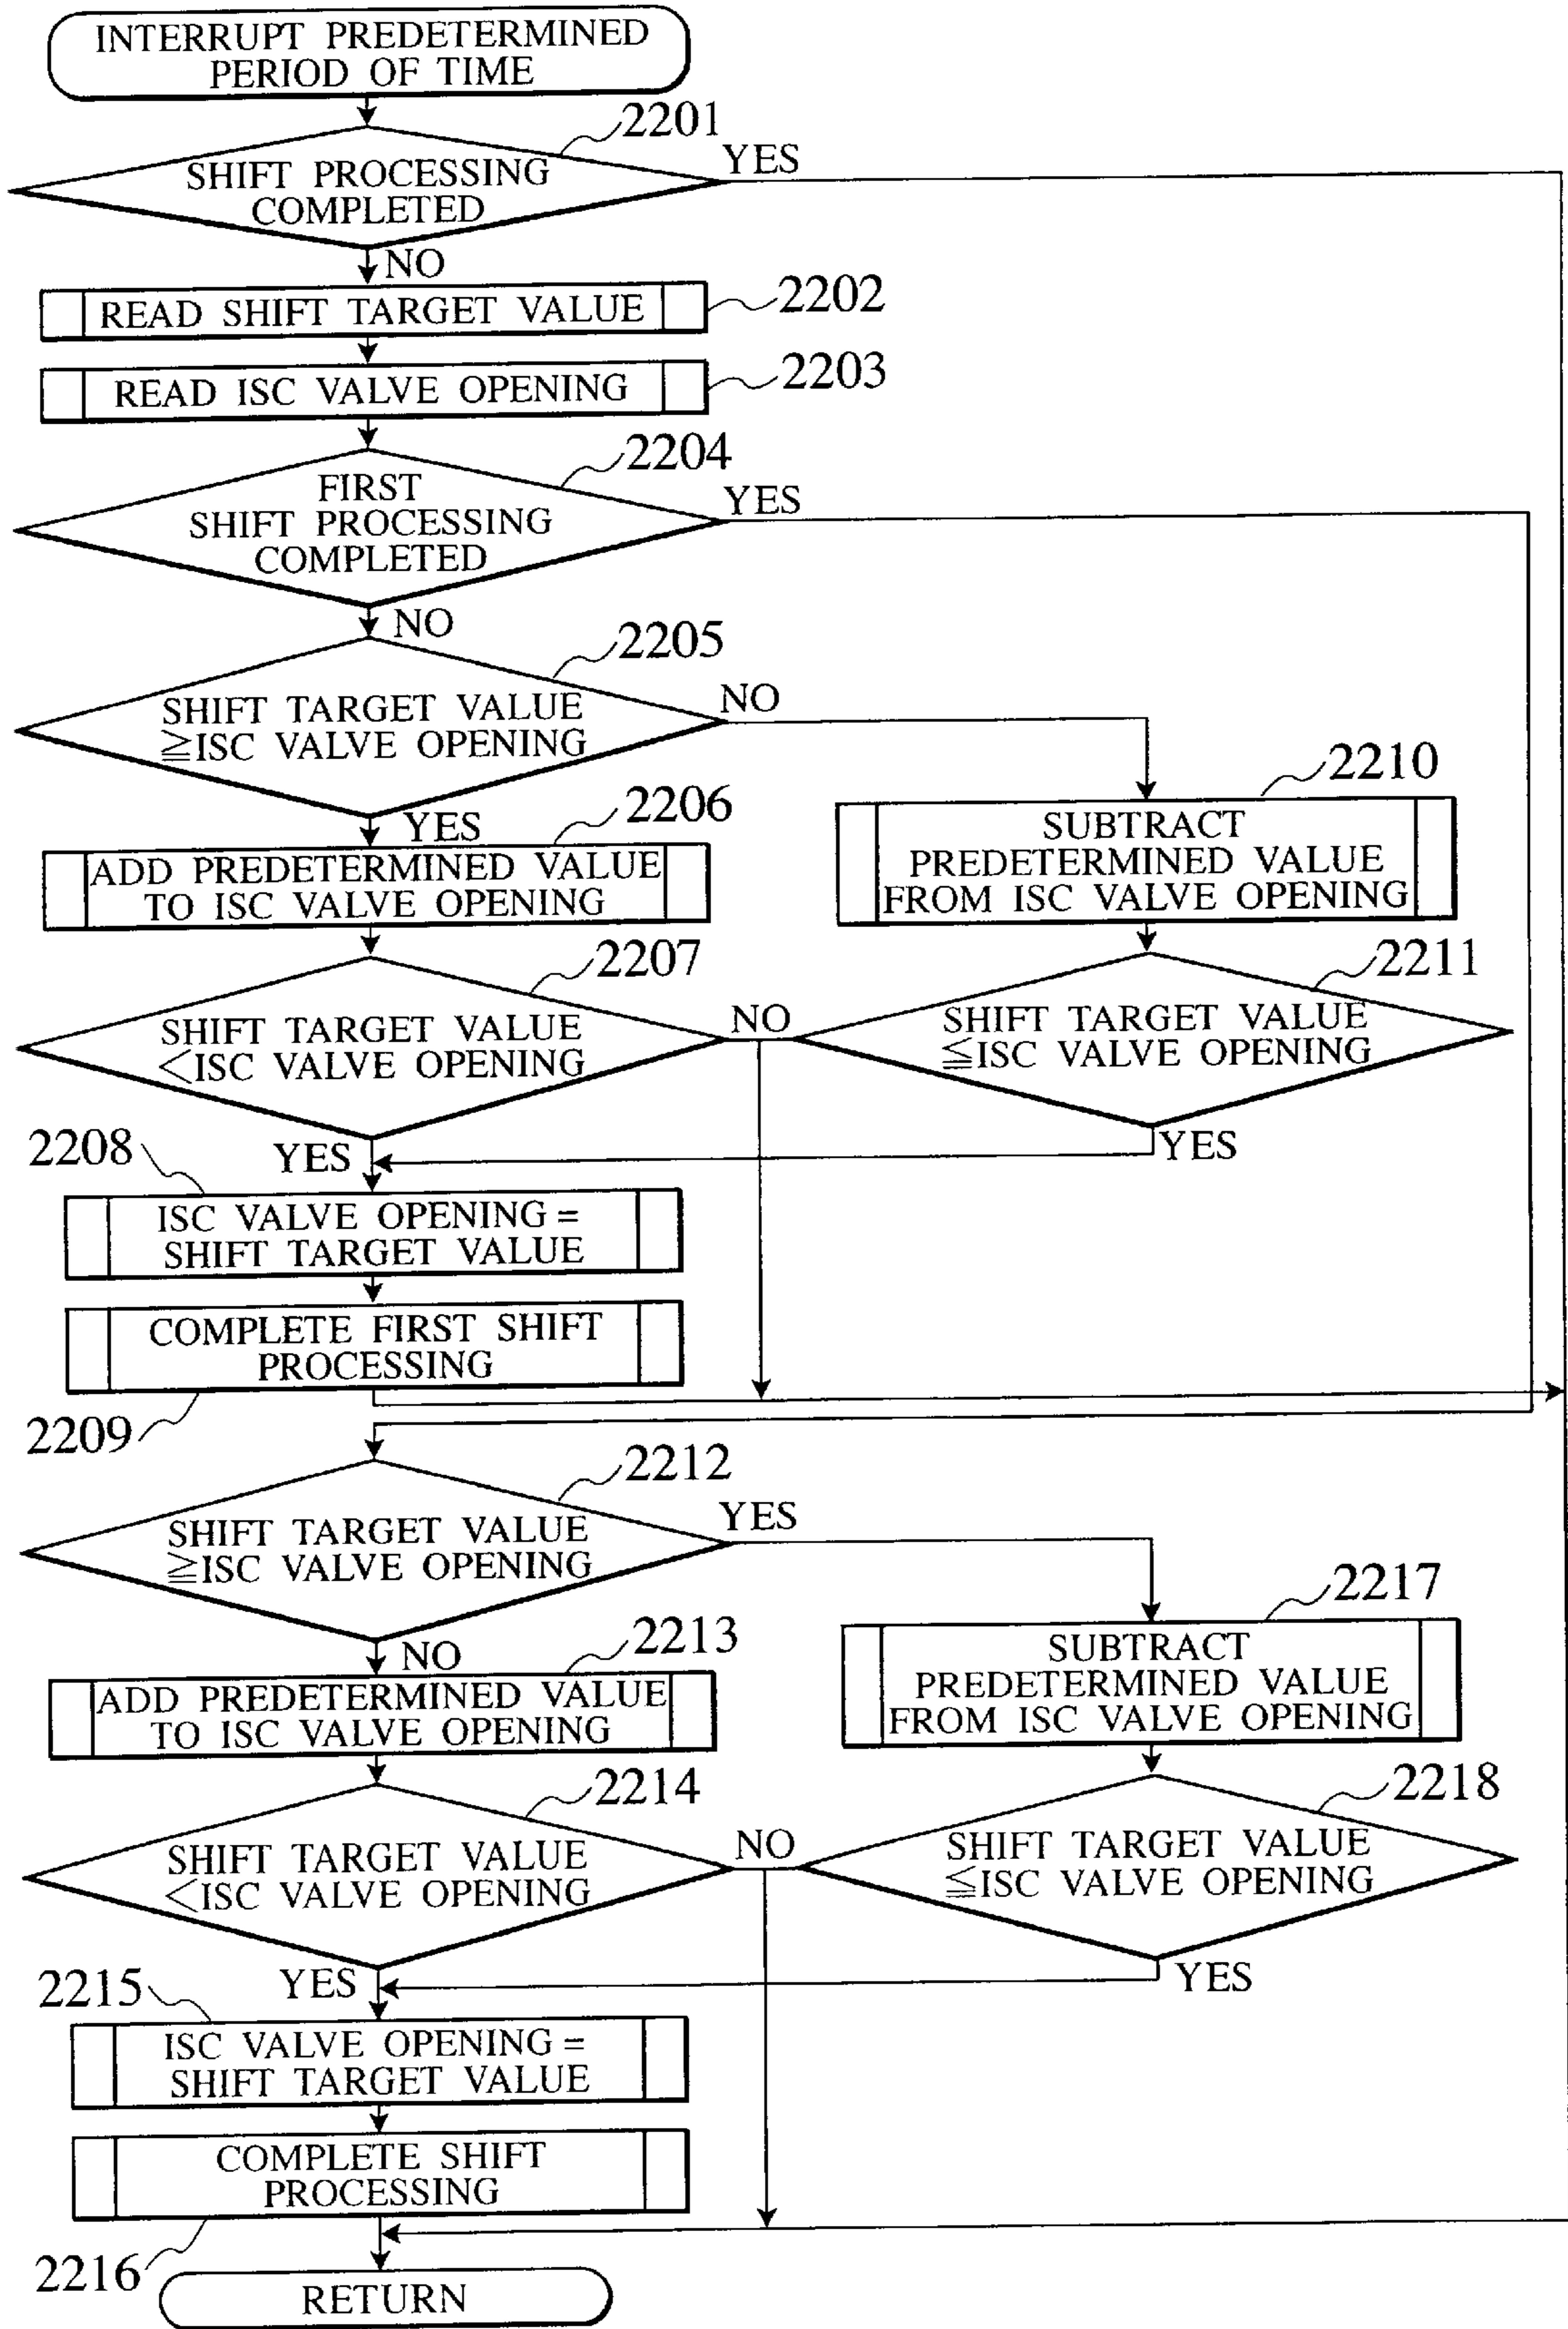 INTERRUPT PREDETERMINED
PERIOD OF TIME
2201
YES
SHIFT PROCESSING
COMPLETED
NO
READ SHIFT TARGET VALUE
2202
READ ISC VALVE OPENING
2203
2204
YES
FIRST
SHIFT PROCESSING
COMPLETED
NO
2205
NO
SHIFT TARGET VALUE
≧ISC VALVE OPENING
2206
YES
ADD PREDETERMINED VALUE
TO ISC VALVE OPENING
2210
SUBTRACT
PREDETERMINED VALUE
FROM ISC VALVE OPENING
2207
SHIFT TARGET VALUE
<ISC VALVE OPENING
NO
2211
SHIFT TARGET VALUE
≦ISC VALVE OPENING
YES
YES
2208
ISC VALVE OPENING =
SHIFT TARGET VALUE
COMPLETE FIRST SHIFT
PROCESSING
2209
2212
YES
SHIFT TARGET VALUE
≧ISC VALVE OPENING
NO
2213
ADD PREDETERMINED VALUE
TO ISC VALVE OPENING
2217
SUBTRACT
PREDETERMINED VALUE
FROM ISC VALVE OPENING
2214
SHIFT TARGET VALUE
<ISC VALVE OPENING
NO
2218
SHIFT TARGET VALUE
≦ISC VALVE OPENING
YES
YES
2215
ISC VALVE OPENING =
SHIFT TARGET VALUE
COMPLETE SHIFT
PROCESSING
2216
RETURN